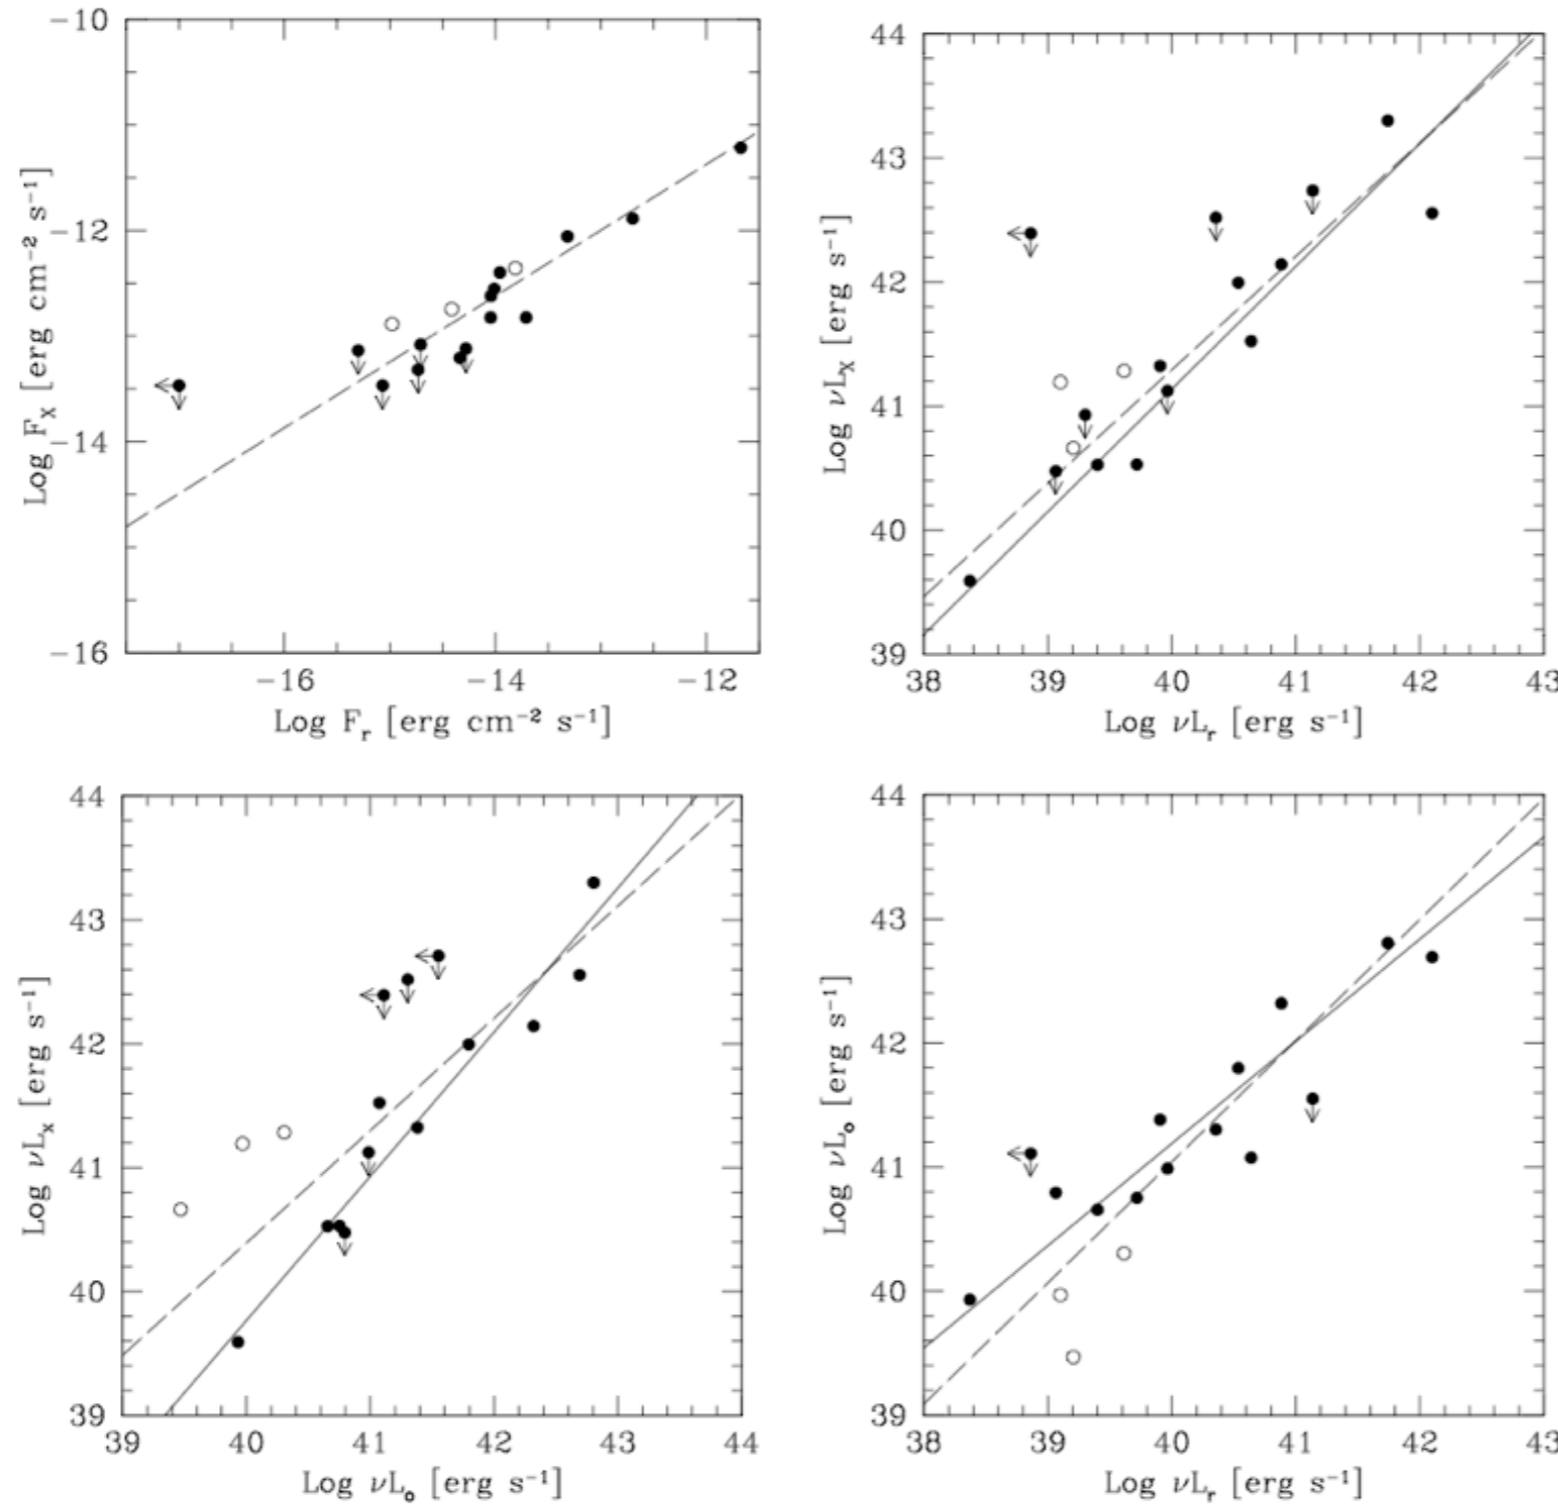 −10
−12
−14
−16
Log F_X [erg cm⁻² s⁻¹]
−16 −14 −12
Log F_r [erg cm⁻² s⁻¹]
44
43
42
41
40
39
Log νL_X [erg s⁻¹]
38 39 40 41 42 43
Log νL_r [erg s⁻¹]
44
43
42
41
40
39
Log νL_x [erg s⁻¹]
39 40 41 42 43 44
Log νL_o [erg s⁻¹]
44
43
42
41
40
39
Log νL_o [erg s⁻¹]
38 39 40 41 42 43
Log νL_r [erg s⁻¹]